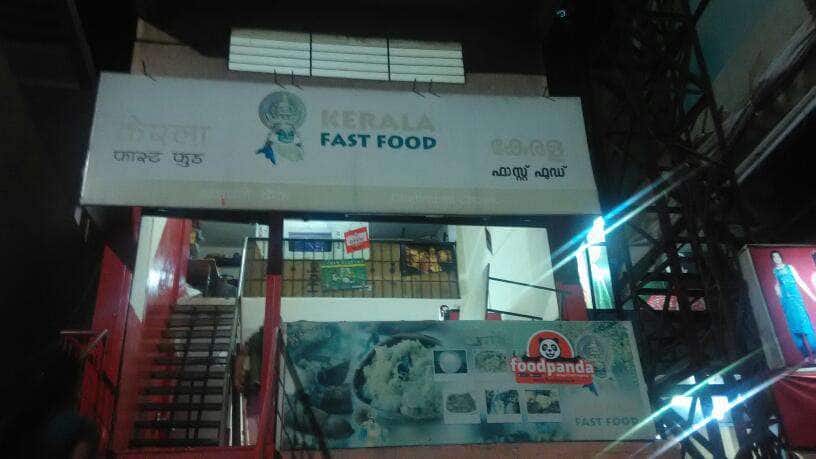 केरला
फास्ट फुड
KERALA
FAST FOOD
കേരള
ഫാസ്റ്റ് ഫുഡ്
foodpanda
FAST FOOD